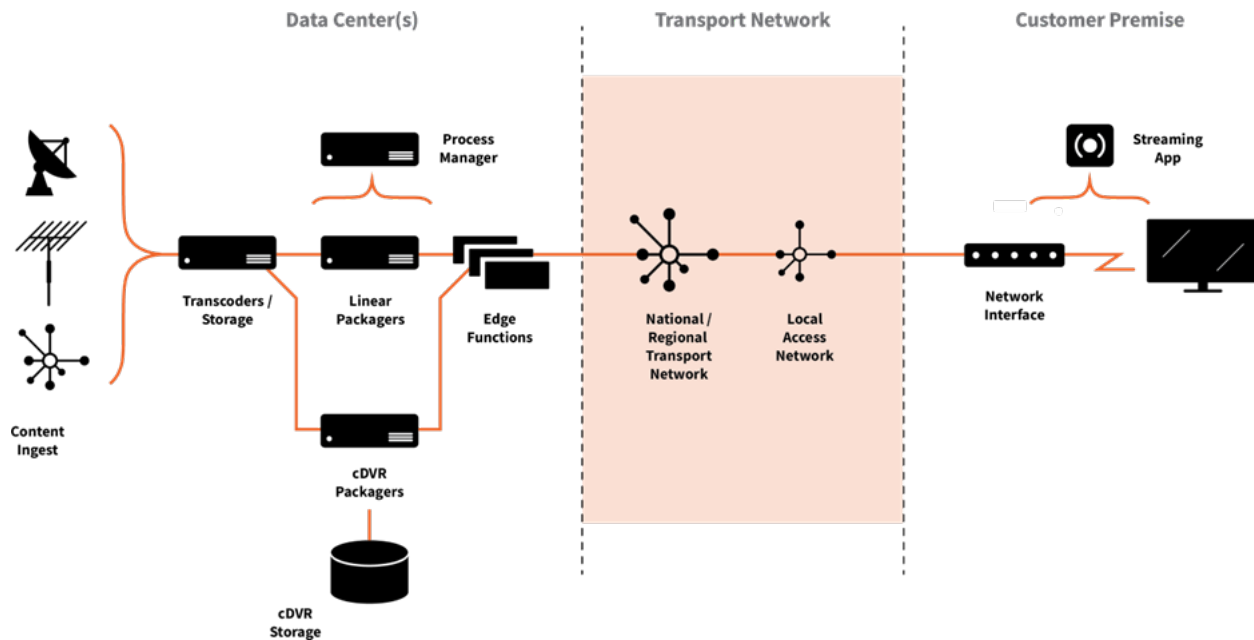 Data Center(s)
Transport Network
Customer Premise
Process
Manager
Streaming
App
Transcoders /
Storage
Linear
Packagers
Edge
Functions
National /
Regional
Transport
Network
Local
Access
Network
Network
Interface
Content
Ingest
cDVR
Packagers
cDVR
Storage